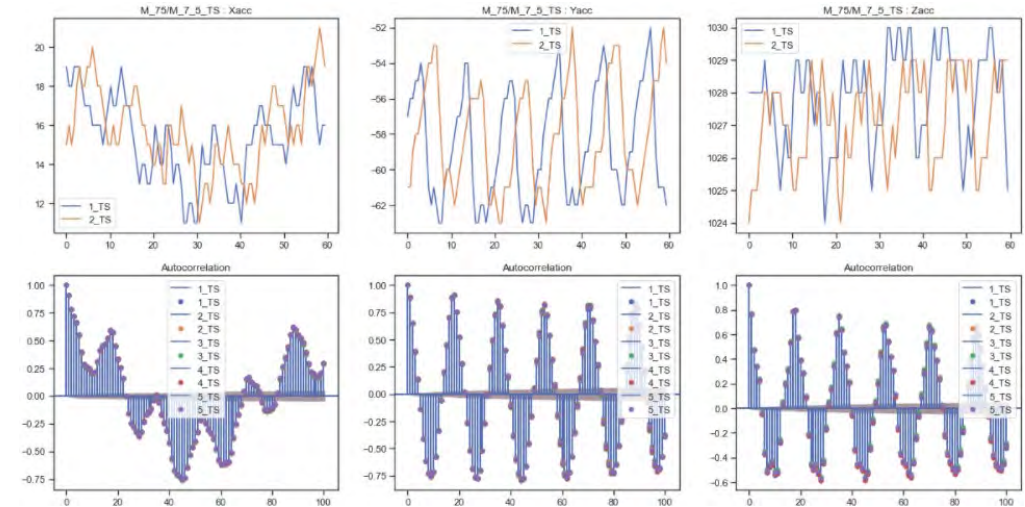 M_75/M_7_5_TS : Xacc
20
18
16
14
12
1_TS
2_TS
0 10 20 30 40 50 60
M_75/M_7_5_TS : Yacc
−52
−54
−56
−58
−60
−62
1_TS
2_TS
0 10 20 30 40 50 60
M_75/M_7_5_TS : Zacc
1030
1029
1028
1027
1026
1025
1024
1_TS
2_TS
0 10 20 30 40 50 60
Autocorrelation
1.00
0.75
0.50
0.25
0.00
−0.25
−0.50
−0.75
1_TS
1_TS
2_TS
2_TS
3_TS
3_TS
4_TS
4_TS
5_TS
5_TS
0 20 40 60 80 100
Autocorrelation
1.00
0.75
0.50
0.25
0.00
−0.25
−0.50
−0.75
1_TS
1_TS
2_TS
2_TS
3_TS
3_TS
4_TS
4_TS
5_TS
5_TS
0 20 40 60 80 100
Autocorrelation
1.0
0.8
0.6
0.4
0.2
0.0
−0.2
−0.4
−0.6
1_TS
1_TS
2_TS
2_TS
3_TS
3_TS
4_TS
4_TS
5_TS
5_TS
0 20 40 60 80 100